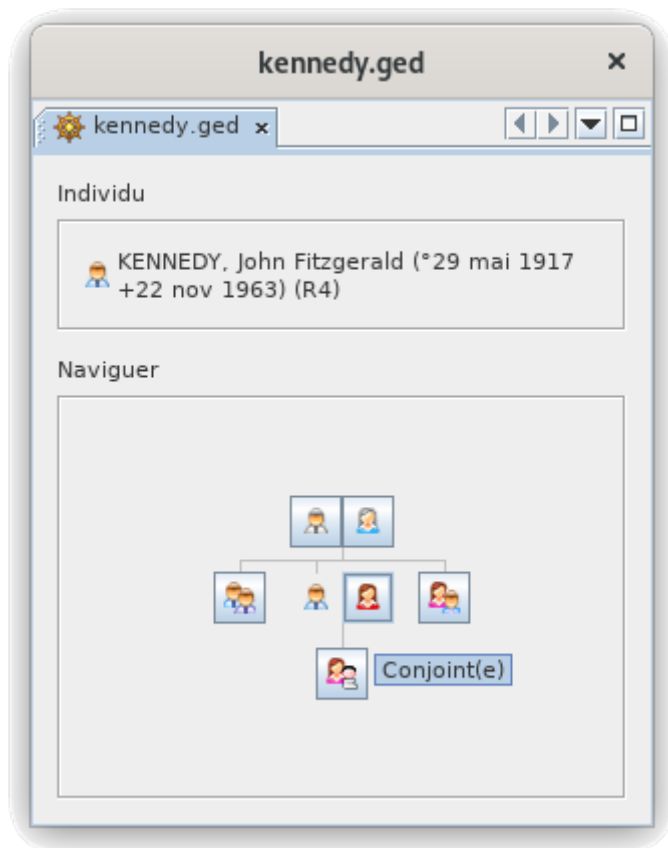 kennedy.ged
kennedy.ged
Individu
KENNEDY, John Fitzgerald (°29 mai 1917
+22 nov 1963) (R4)
Naviguer
Conjoint(e)